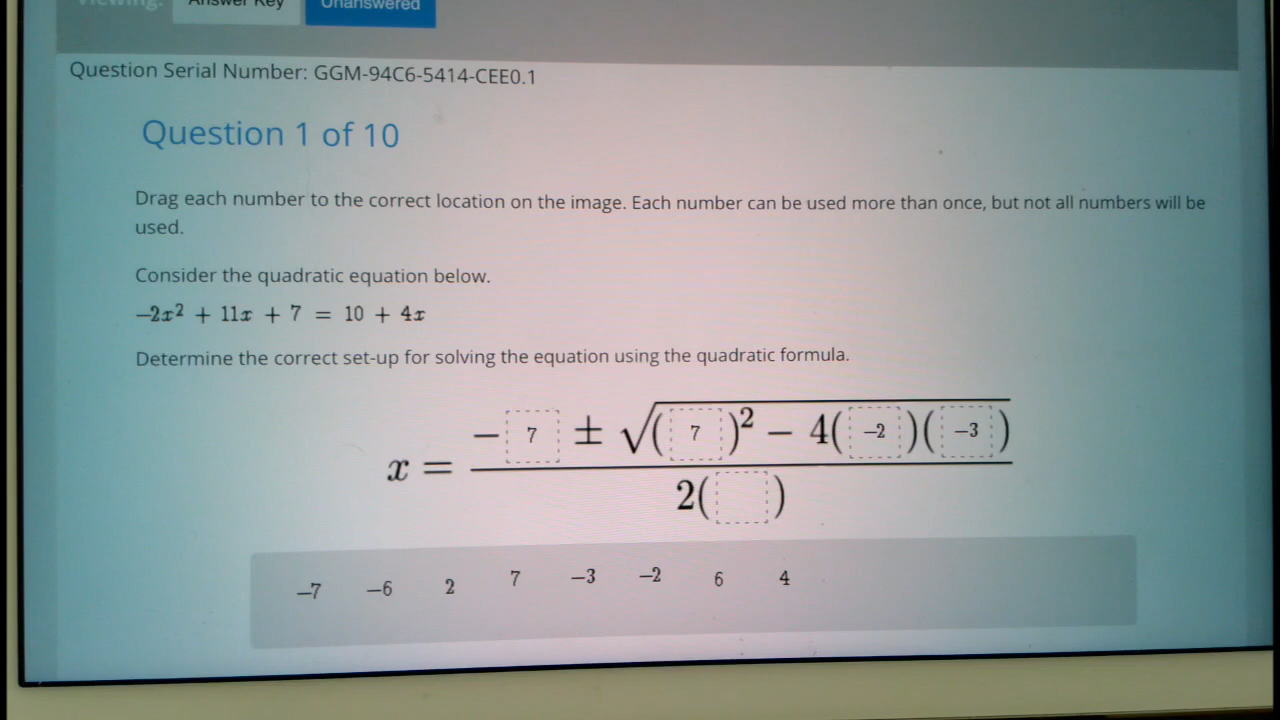 Viewing: Answer Key Unanswered
Question Serial Number: GGM-94C6-5414-CEE0.1
Question 1 of 10
Drag each number to the correct location on the image. Each number can be used more than once, but not all numbers will be
used.
Consider the quadratic equation below.
−2x² + 11x + 7 = 10 + 4x
Determine the correct set-up for solving the equation using the quadratic formula.
x = − 7 ± √( 7 )² − 4( −2 )( −3 )
2( )
−7 −6 2 7 −3 −2 6 4